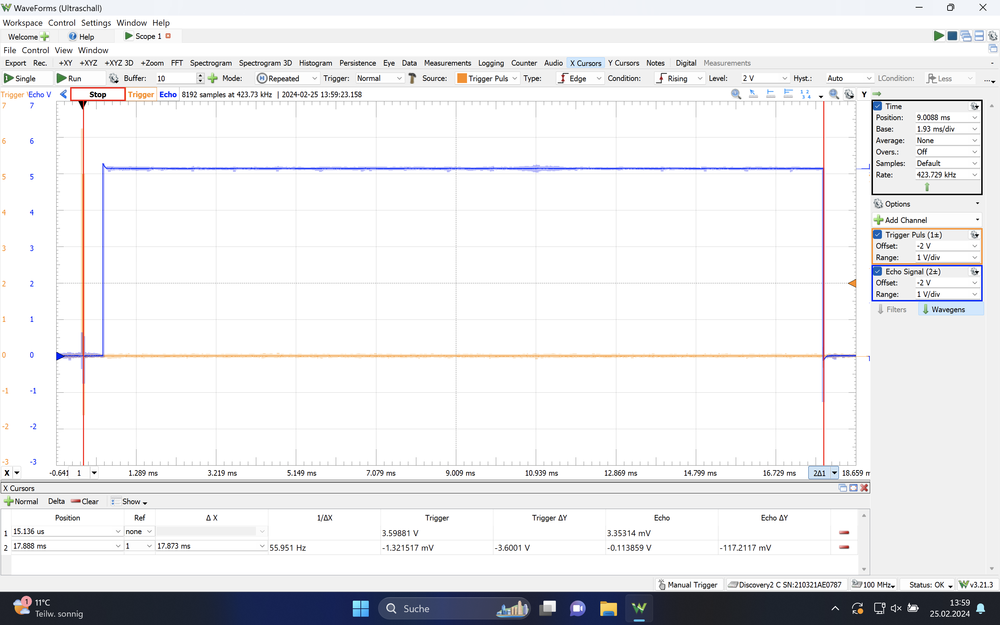 WaveForms (Ultraschall)
Workspace Control Settings Window Help
Welcome Help Scope 1
File Control View Window
Export Rec. +XY +XYZ +XYZ 3D +Zoom FFT Spectrogram Spectrogram 3D Histogram Persistence Eye Data Measurements Logging Counter Audio X Cursors Y Cursors Notes Digital Measurements -
1 Single Run Buffer: 10 Mode: Repeated Trigger: Normal Source: Trigger Puls Type: Edge Condition: Rising Level: 2 V Hyst.: Auto LCondition: Less ...
Trigger Echo V Stop Trigger Echo 8192 samples at 423.73 kHz | 2024-02-25 13:59:23.158 1 1 2 3 4 Y
7 7
6 6
5 5
4 4
3 3
2 2
1 1
0 0
-1 -1
-2 -2
-3 -3
X -0.641 1 1.289 ms 3.219 ms 5.149 ms 7.079 ms 9.009 ms 10.939 ms 12.869 ms 14.799 ms 16.729 ms 2Δ1 18.659
Time
Position: 9.0088 ms
Base: 1.93 ms/div
Average: None
Overs.: Off
Samples: Default
Rate: 423.729 kHz
Options
Add Channel
Trigger Puls (1±)
Offset: -2 V
Range: 1 V/div
Echo Signal (2±)
Offset: -2 V
Range: 1 V/div
Filters Wavegens
X Cursors
Normal Delta Clear Show
Position Ref Δ X 1/ΔX Trigger Trigger ΔY Echo Echo ΔY
1 15.136 us none 3.59881 V 3.35314 mV
2 17.888 ms 1 17.873 ms 55.951 Hz -1.321517 mV -3.6001 V -0.113859 V -117.2117 mV
Manual Trigger Discovery2 C SN:210321AE0787 100 MHz Status: OK v3.21.3
1 11°C
Teilw. sonnig
Suche
13:59
25.02.2024